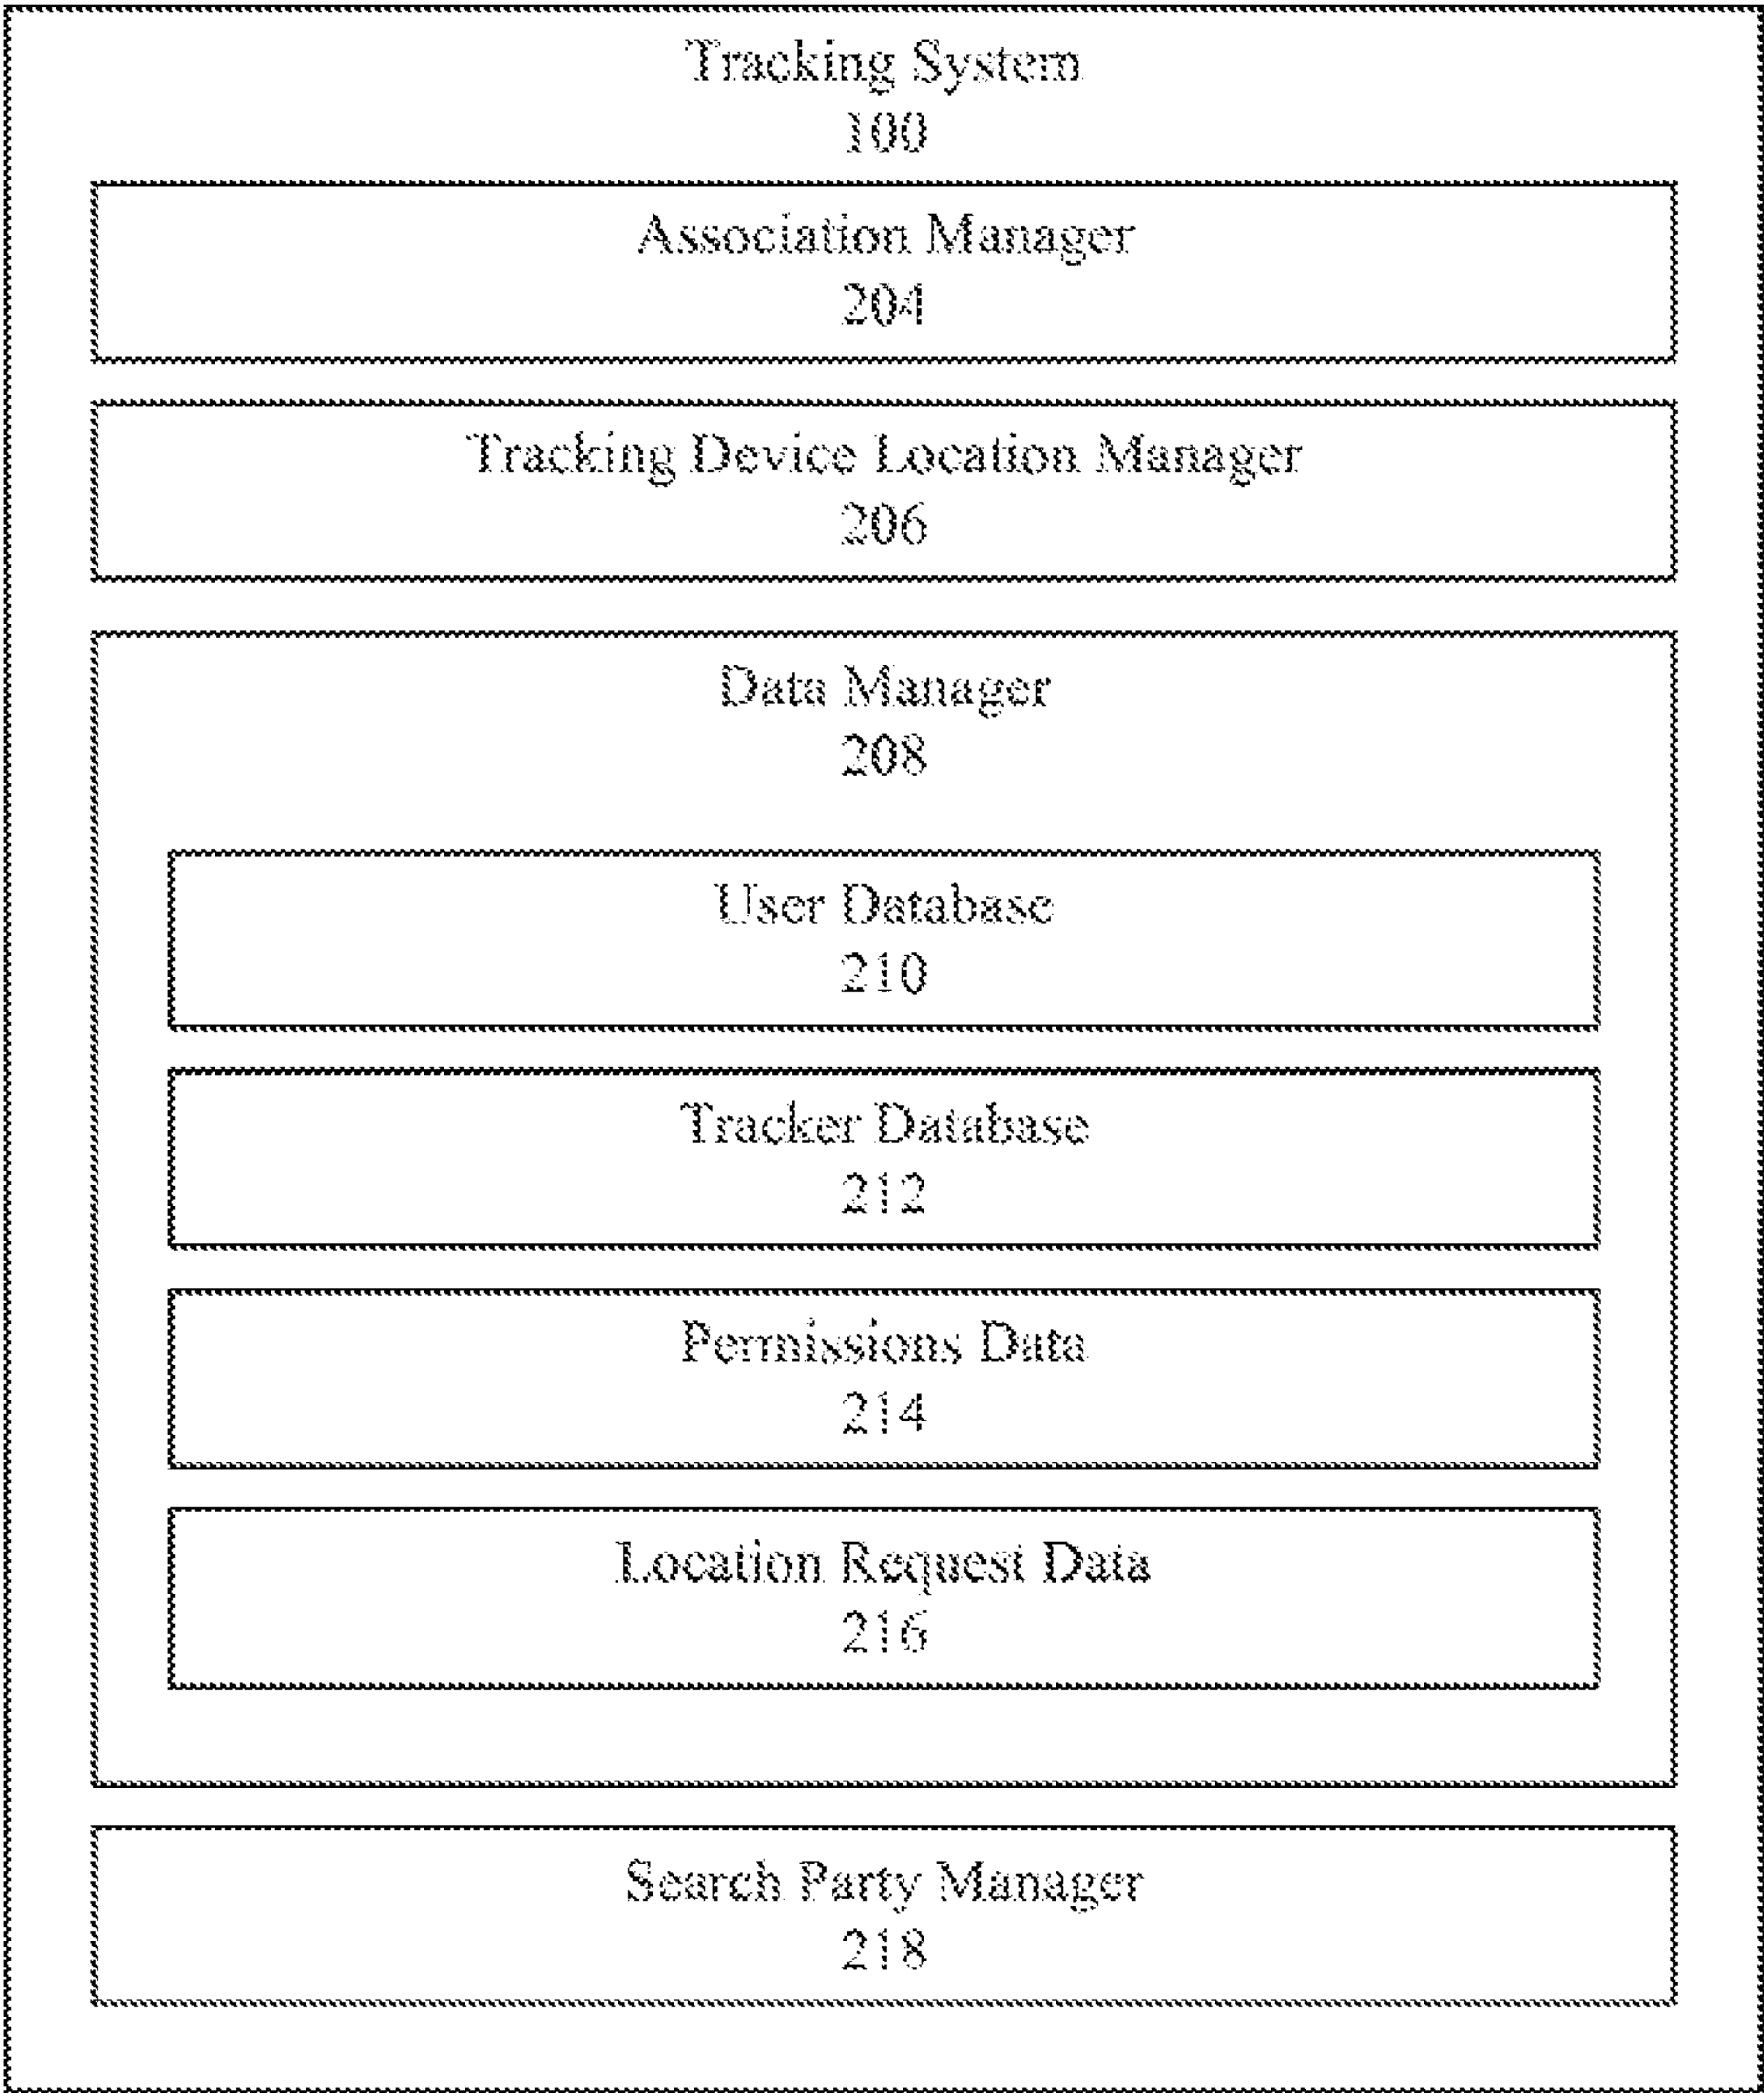 Tracking System
100
Association Manager
204
Tracking Device Location Manager
206
Data Manager
208
User Database
210
Tracker Database
212
Permissions Data
214
Location Request Data
216
Search Party Manager
218